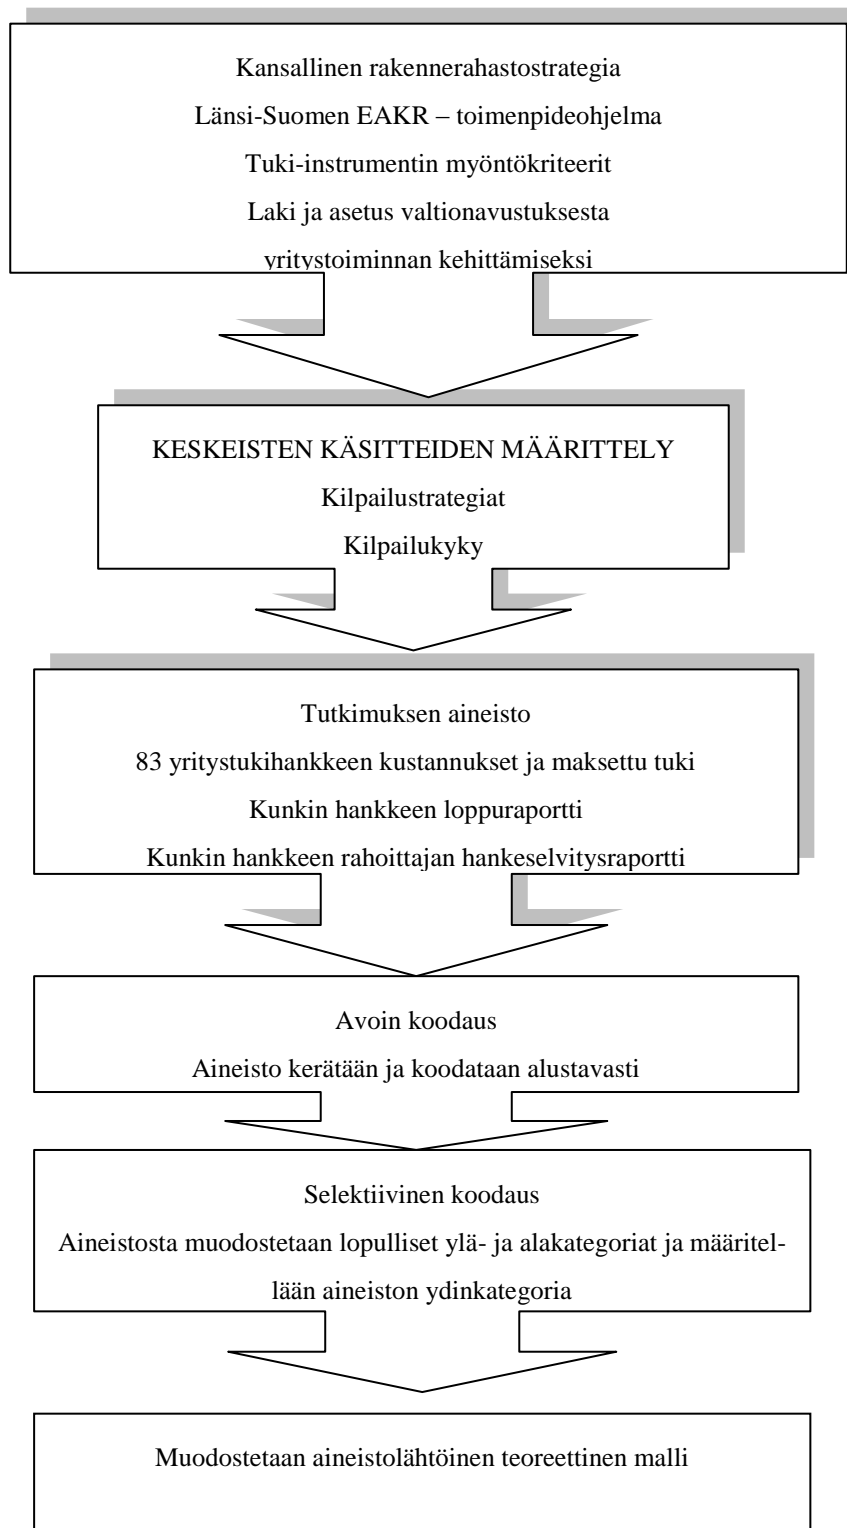 Kansallinen rakennerahastostrategia
Länsi-Suomen EAKR – toimenpideohjelma
Tuki-instrumentin myöntökriteerit
Laki ja asetus valtionavustuksesta
yritystoiminnan kehittämiseksi
KESKEISTEN KÄSITTEIDEN MÄÄRITTELY
Kilpailustrategiat
Kilpailukyky
Tutkimuksen aineisto
83 yritystukihankkeen kustannukset ja maksettu tuki
Kunkin hankkeen loppuraportti
Kunkin hankkeen rahoittajan hankeselvitysraportti
Avoin koodaus
Aineisto kerätään ja koodataan alustavasti
Selektiivinen koodaus
Aineistosta muodostetaan lopulliset ylä- ja alakategoriat ja määritel-
lään aineiston ydinkategoria
Muodostetaan aineistolähtöinen teoreettinen malli